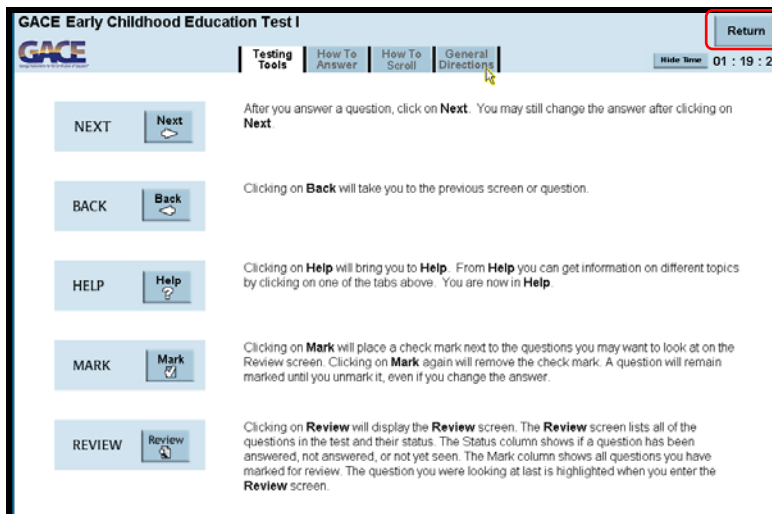 GACE Early Childhood Education Test I
Return
GACE
Testing Tools
How To Answer
How To Scroll
General Directions
Hide Time
01 : 19 : 2
NEXT
Next
After you answer a question, click on Next. You may still change the answer after clicking on
Next.
BACK
Back
Clicking on Back will take you to the previous screen or question.
HELP
Help
Clicking on Help will bring you to Help. From Help you can get information on different topics
by clicking on one of the tabs above. You are now in Help.
MARK
Mark
Clicking on Mark will place a check mark next to the questions you may want to look at on the
Review screen. Clicking on Mark again will remove the check mark. A question will remain
marked until you unmark it, even if you change the answer.
REVIEW
Review
Clicking on Review will display the Review screen. The Review screen lists all of the
questions in the test and their status. The Status column shows if a question has been
answered, not answered, or not yet seen. The Mark column shows all questions you have
marked for review. The question you were looking at last is highlighted when you enter the
Review screen.